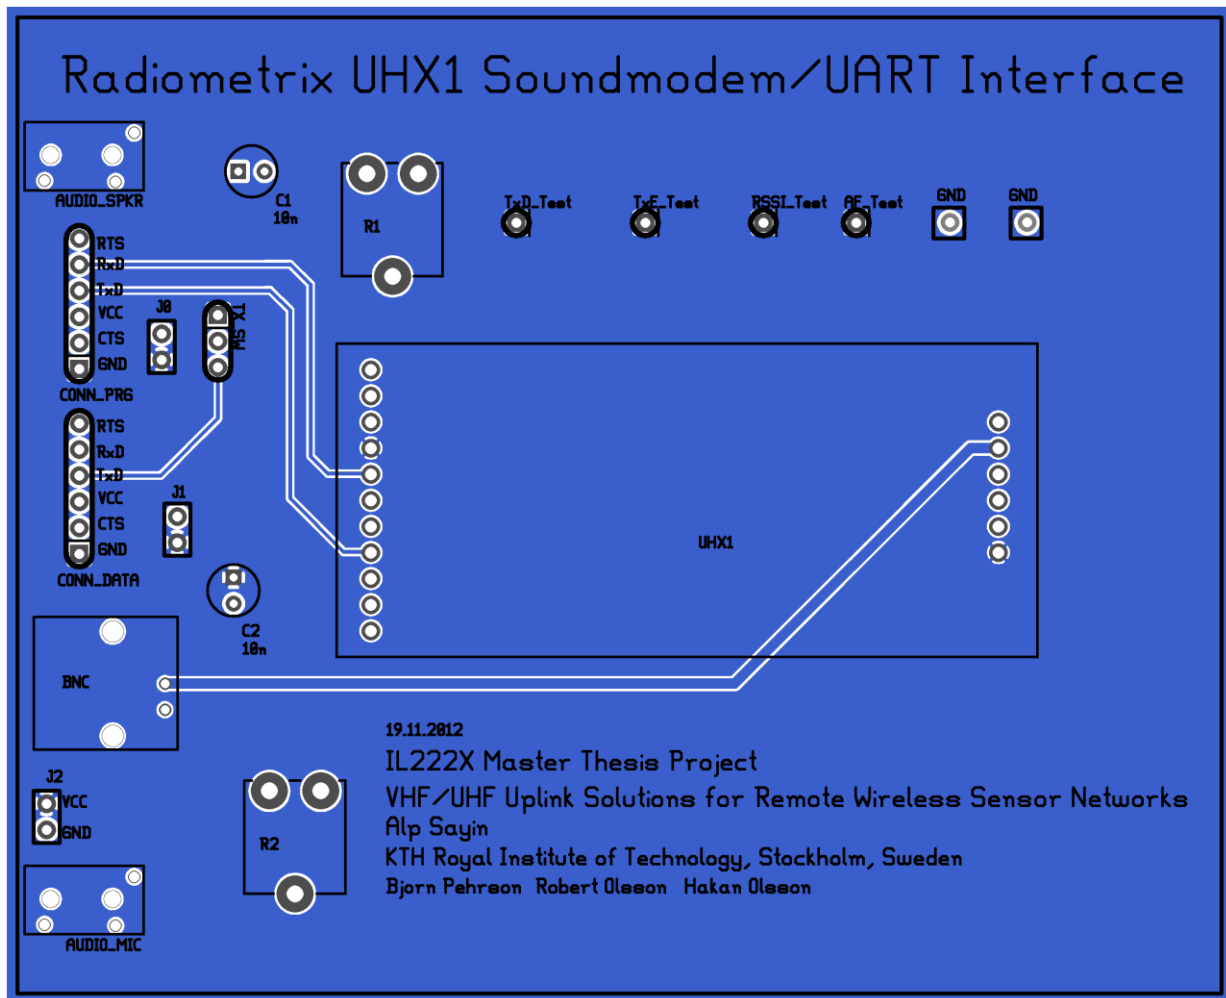 Radiometrix UHX1 Soundmodem/UART Interface
AUDIO_SPKR
C1
10n
R1
TxD_Test
TxE_Test
RSSI_Test
AF_Test
GND
GND
RTS
RxD
TxD
VCC
CTS
GND
CONN_PRG
J0
MS X1
RTS
RxD
TxD
VCC
CTS
GND
CONN_DATA
J1
C2
10n
UHX1
BNC
J2
VCC
GND
R2
AUDIO_MIC
19.11.2012
IL222X Master Thesis Project
VHF/UHF Uplink Solutions for Remote Wireless Sensor Networks
Alp Sayin
KTH Royal Institute of Technology, Stockholm, Sweden
Bjorn Pehrson Robert Olsson Hakan Olsson